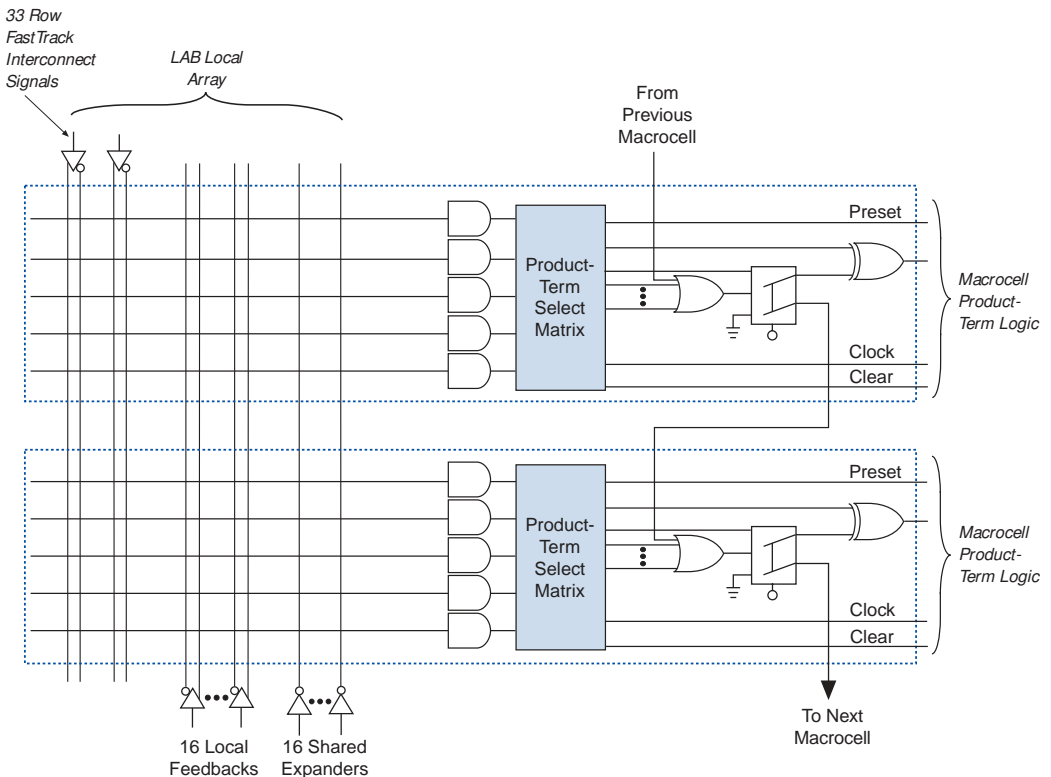 33 Row
FastTrack
Interconnect
Signals
LAB Local
Array
From
Previous
Macrocell
Preset
Product-
Term
Select
Matrix
Macrocell
Product-
Term Logic
Clock
Clear
Preset
Product-
Term
Select
Matrix
Macrocell
Product-
Term Logic
Clock
Clear
16 Local
Feedbacks
16 Shared
Expanders
To Next
Macrocell